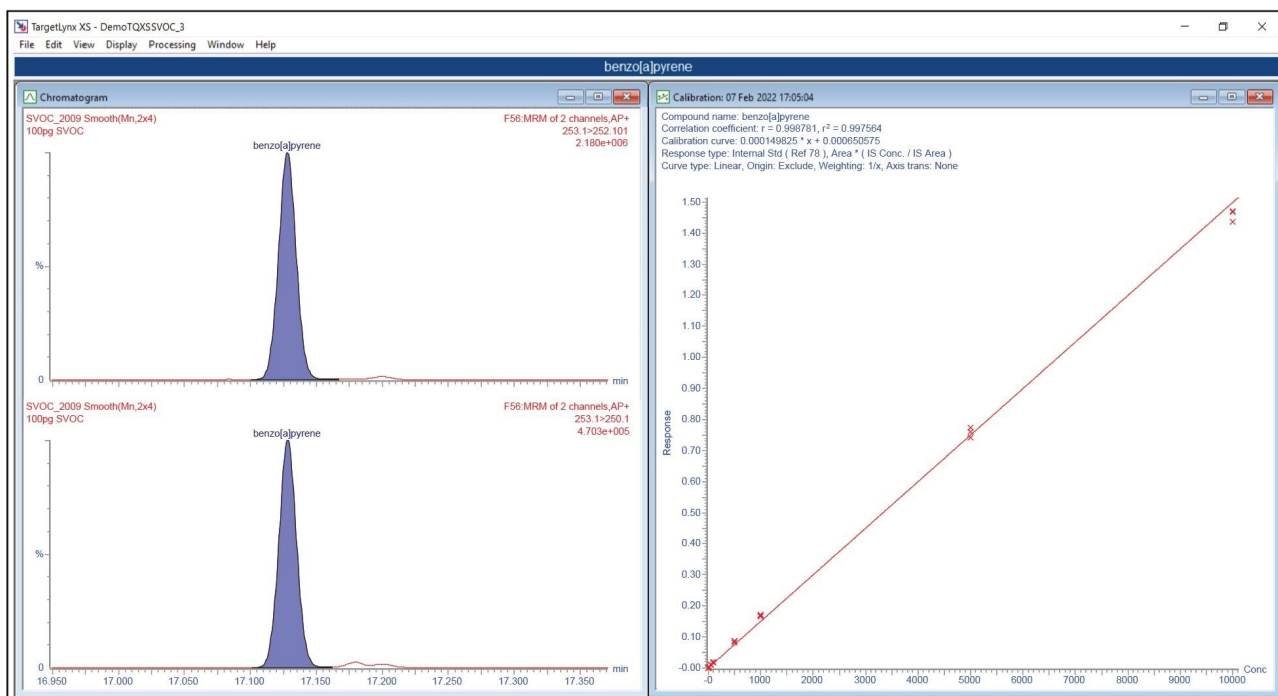 TargetLynx XS - DemoTQXSSVOC_3
File Edit View Display Processing Window Help
benzo[a]pyrene
Chromatogram
SVOC_2009 Smooth(Mn,2x4)
100pg SVOC
F56:MRM of 2 channels,AP+
253.1>252.101
2.180e+006
benzo[a]pyrene
%
0
min
SVOC_2009 Smooth(Mn,2x4)
100pg SVOC
F56:MRM of 2 channels,AP+
253.1>250.1
4.703e+005
benzo[a]pyrene
%
0
min
16.950 17.000 17.050 17.100 17.150 17.200 17.250 17.300 17.350
Calibration: 07 Feb 2022 17:05:04
Compound name: benzo[a]pyrene
Correlation coefficient: r = 0.998781, r² = 0.997564
Calibration curve: 0.000149825 * x + 0.000650575
Response type: Internal Std ( Ref 78 ), Area * ( IS Conc. / IS Area )
Curve type: Linear, Origin: Exclude, Weighting: 1/x, Axis trans: None
1.50
1.40
1.30
1.20
1.10
1.00
0.90
0.80
0.70
0.60
0.50
0.40
0.30
0.20
0.10
-0.00
Response
Conc
-0 1000 2000 3000 4000 5000 6000 7000 8000 9000 10000